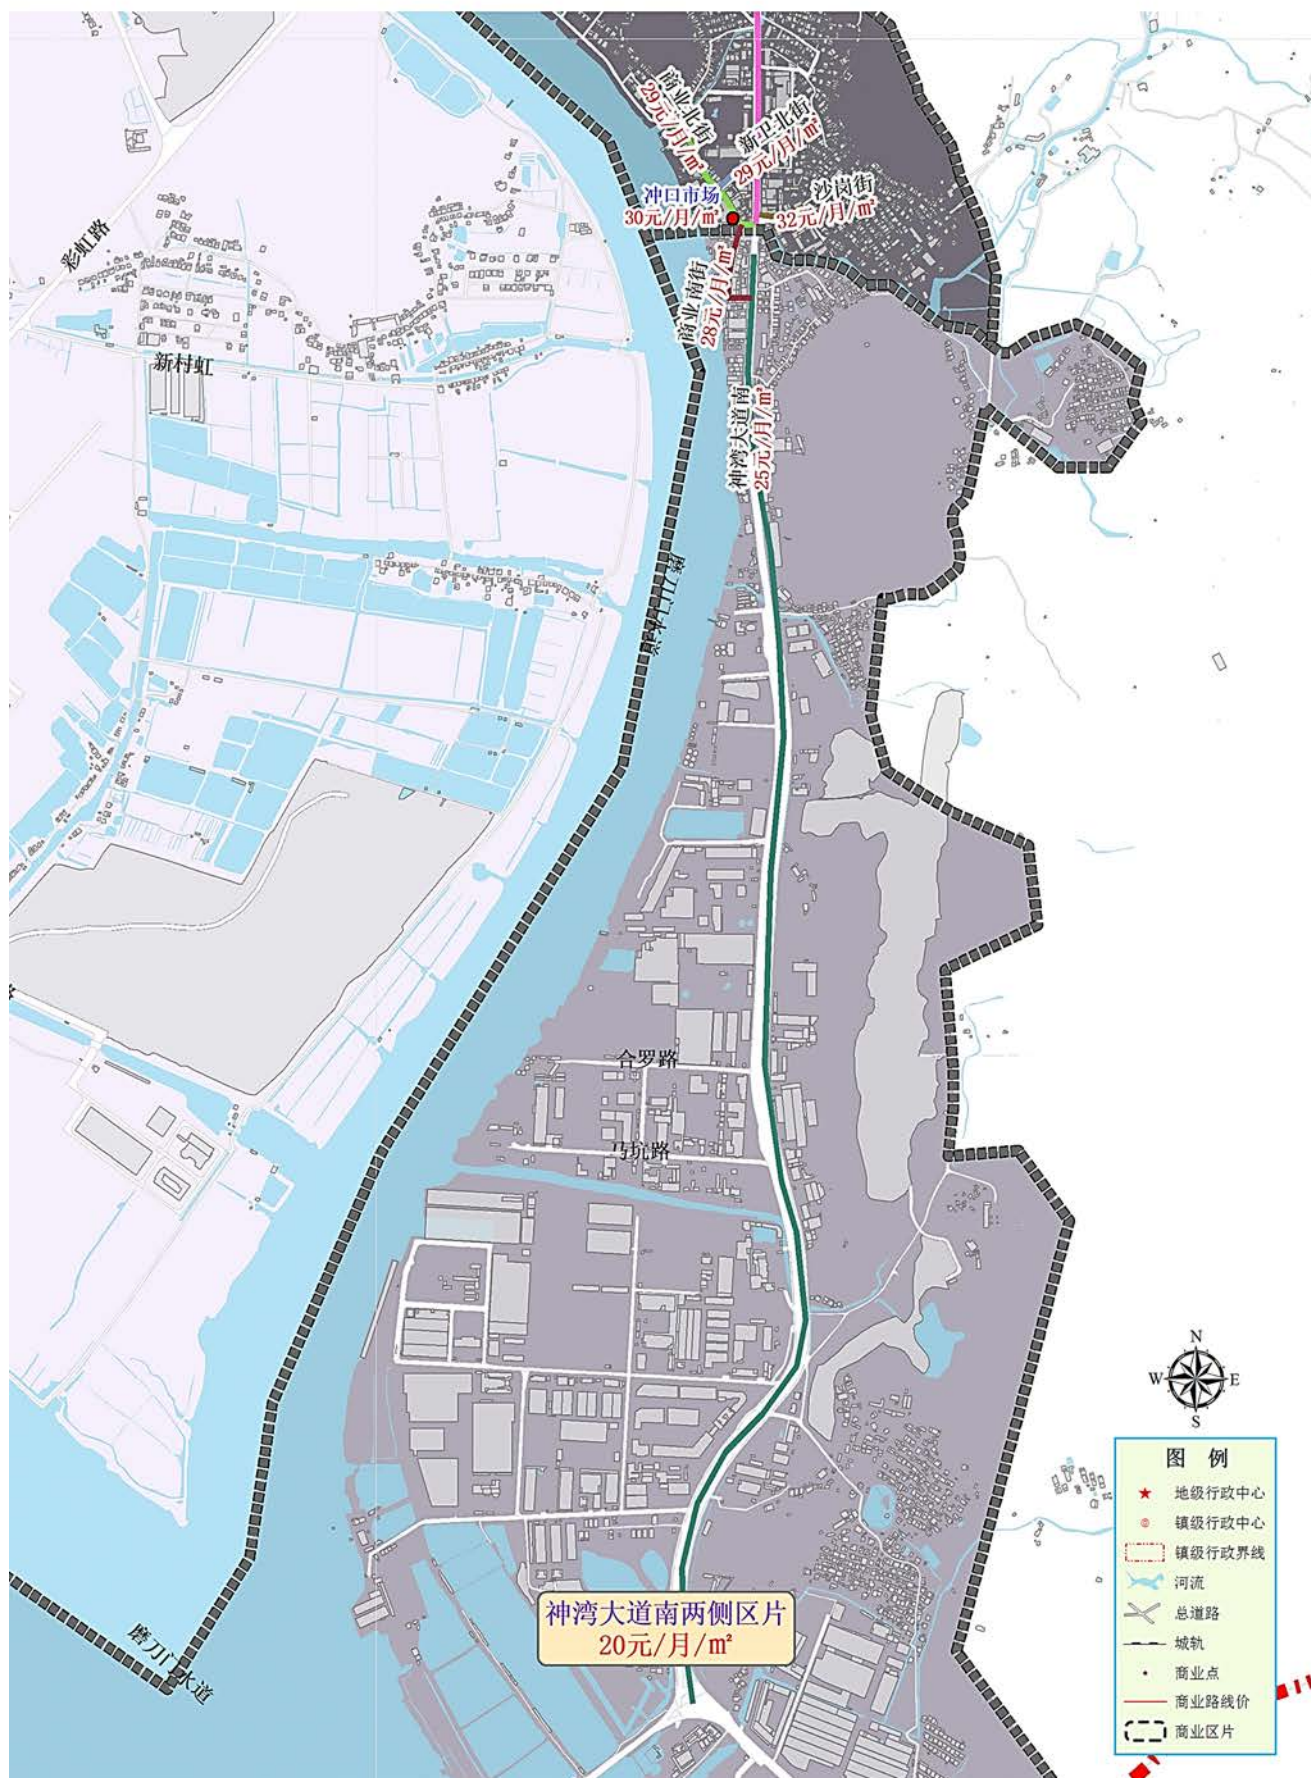 商业北街
29元/月/㎡
新卫北街
29元/月/㎡
冲口市场
30元/月/㎡
沙岗街
32元/月/㎡
彩虹路
商业南街
28元/月/㎡
新村虹
神湾大道南
25元/月/㎡
磨刀门水道
合罗路
马坑路
N
W
E
S
神湾大道南两侧区片
20元/月/㎡
磨刀门水道
图 例
地级行政中心
镇级行政中心
镇级行政界线
河流
总道路
城轨
商业点
商业路线价
商业区片